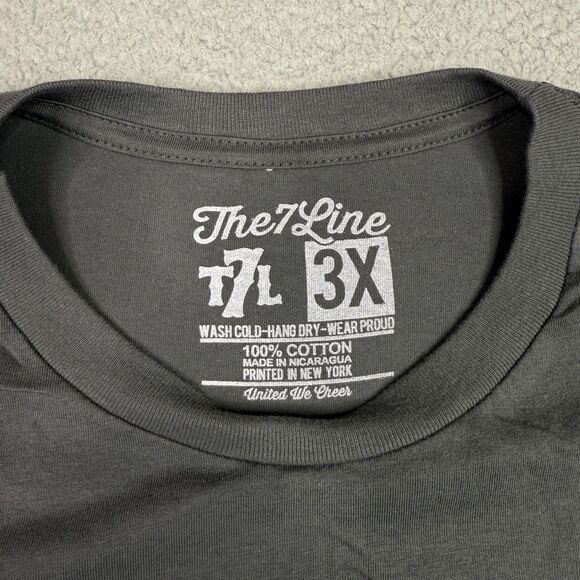 The7Line
T7L 3X
WASH COLD-HANG DRY-WEAR PROUD
100% COTTON
MADE IN NICARAGUA
PRINTED IN NEW YORK
United We Cheer